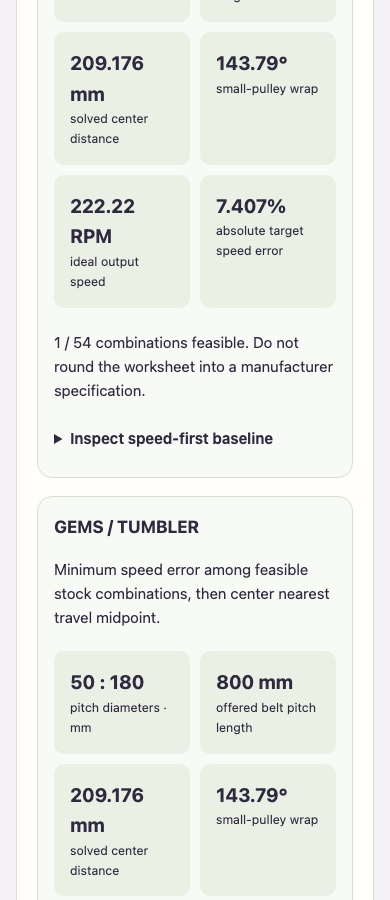 209.176
mm
solved center
distance
143.79°
small-pulley wrap
222.22
RPM
ideal output
speed
7.407%
absolute target
speed error
1 / 54 combinations feasible. Do not
round the worksheet into a manufacturer
specification.
▶ Inspect speed-first baseline
GEMS / TUMBLER
Minimum speed error among feasible
stock combinations, then center nearest
travel midpoint.
50 : 180
pitch diameters ·
mm
800 mm
offered belt pitch
length
209.176
mm
solved center
distance
143.79°
small-pulley wrap